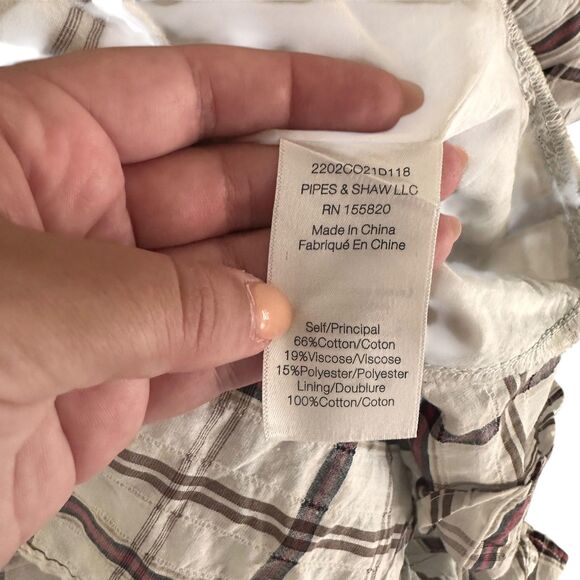 2202CO21D118
PIPES & SHAW LLC
RN 155820
Made In China
Fabriqué En Chine
Self/Principal
66%Cotton/Coton
19%Viscose/Viscose
15%Polyester/Polyester
Lining/Doublure
100%Cotton/Coton